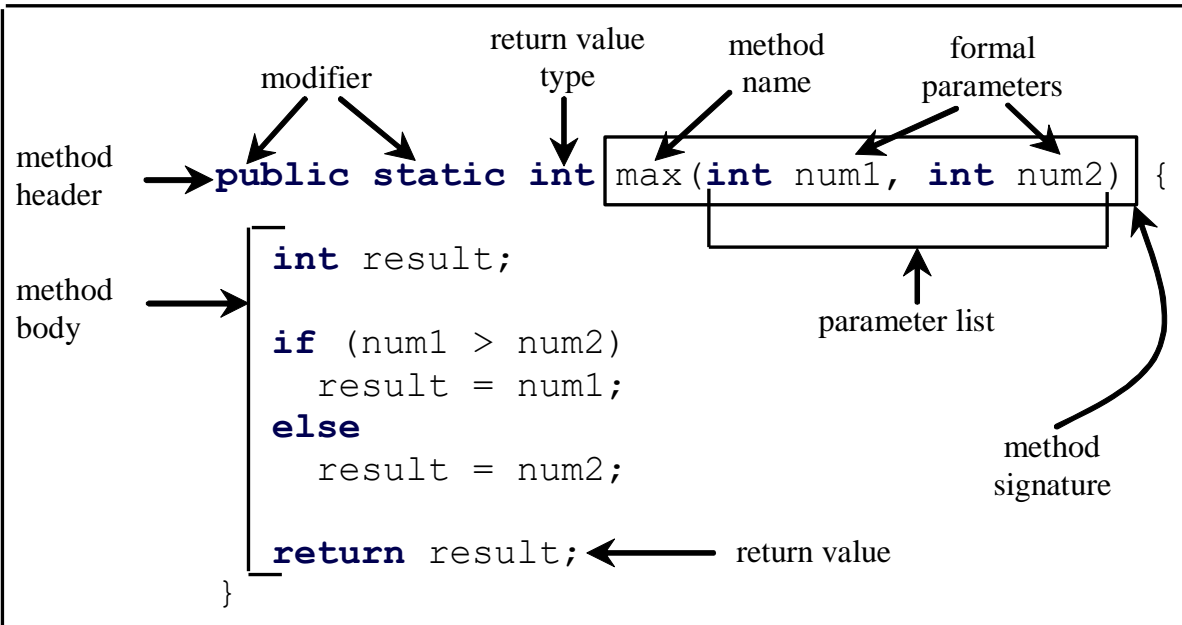 return value
type
method
name
formal
parameters
modifier
method
header
public static int max(int num1, int num2) {
int result;
method
body
parameter list
if (num1 > num2)
result = num1;
else
result = num2;
method
signature
return result;
return value
}